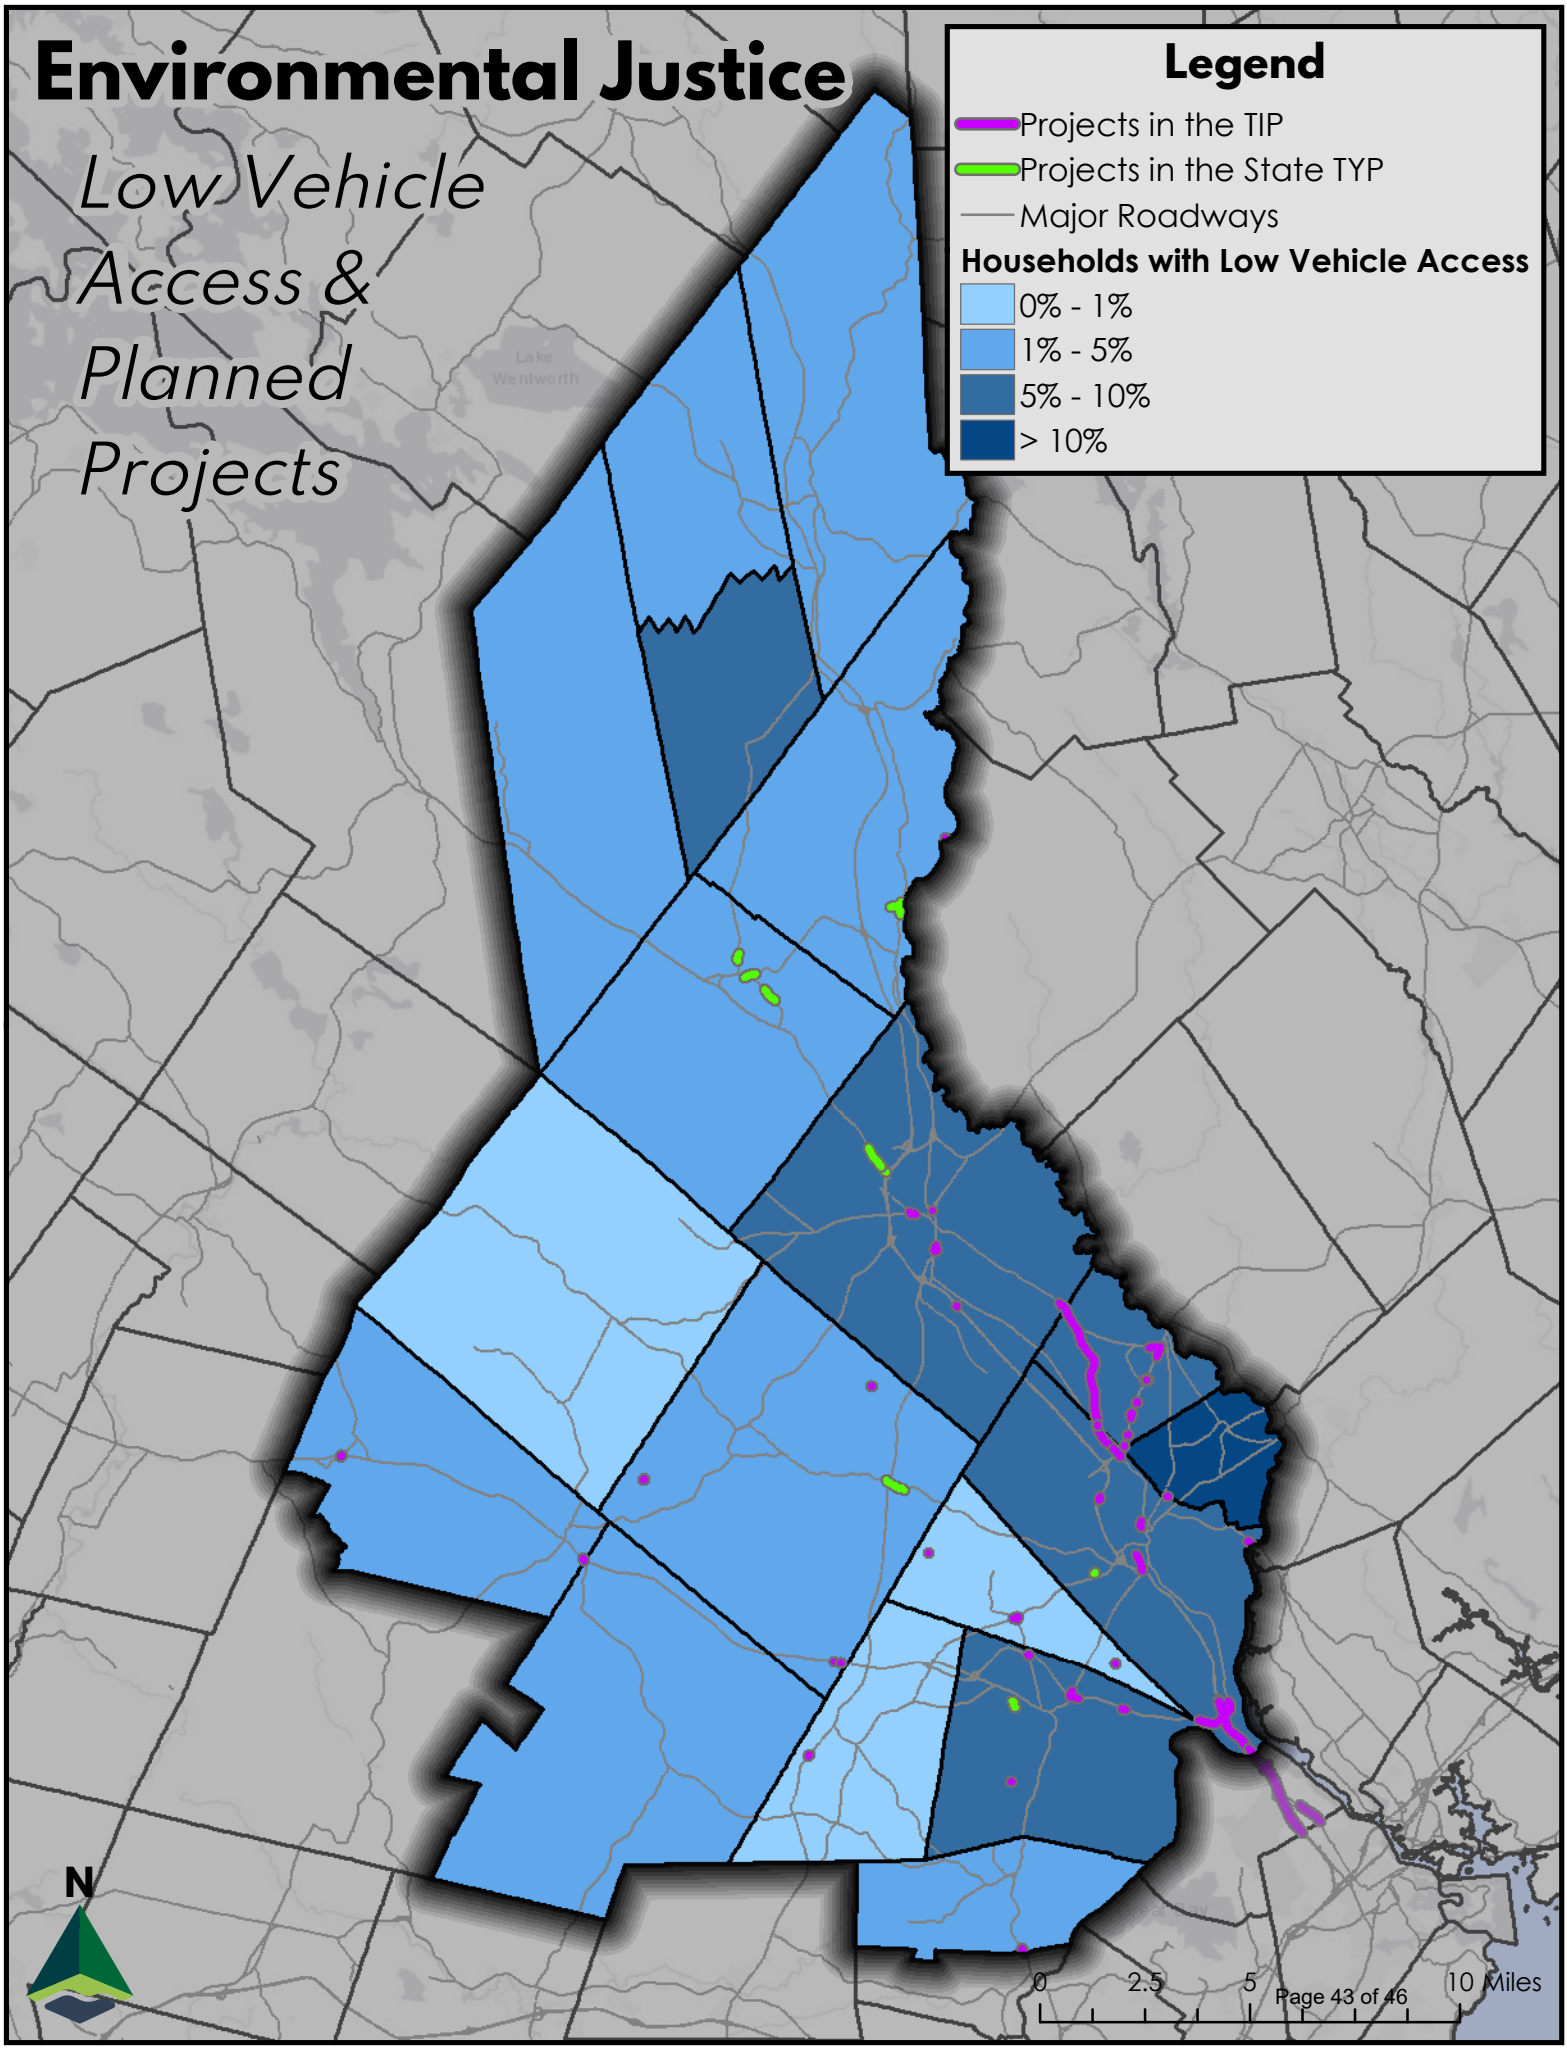 Environmental Justice
Low Vehicle
Access &
Planned
Projects
Legend
Projects in the TIP
Projects in the State TYP
Major Roadways
Households with Low Vehicle Access
0% - 1%
1% - 5%
5% - 10%
> 10%
Lake
Wentworth
N
0 2.5 5 10 Miles
Page 43 of 46